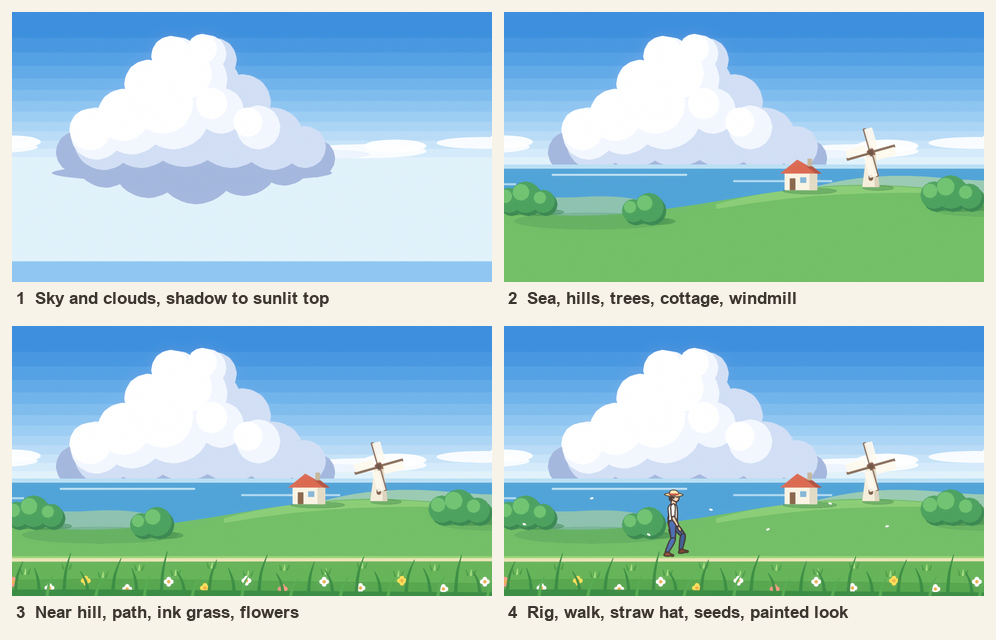 1 Sky and clouds, shadow to sunlit top
2 Sea, hills, trees, cottage, windmill
3 Near hill, path, ink grass, flowers
4 Rig, walk, straw hat, seeds, painted look